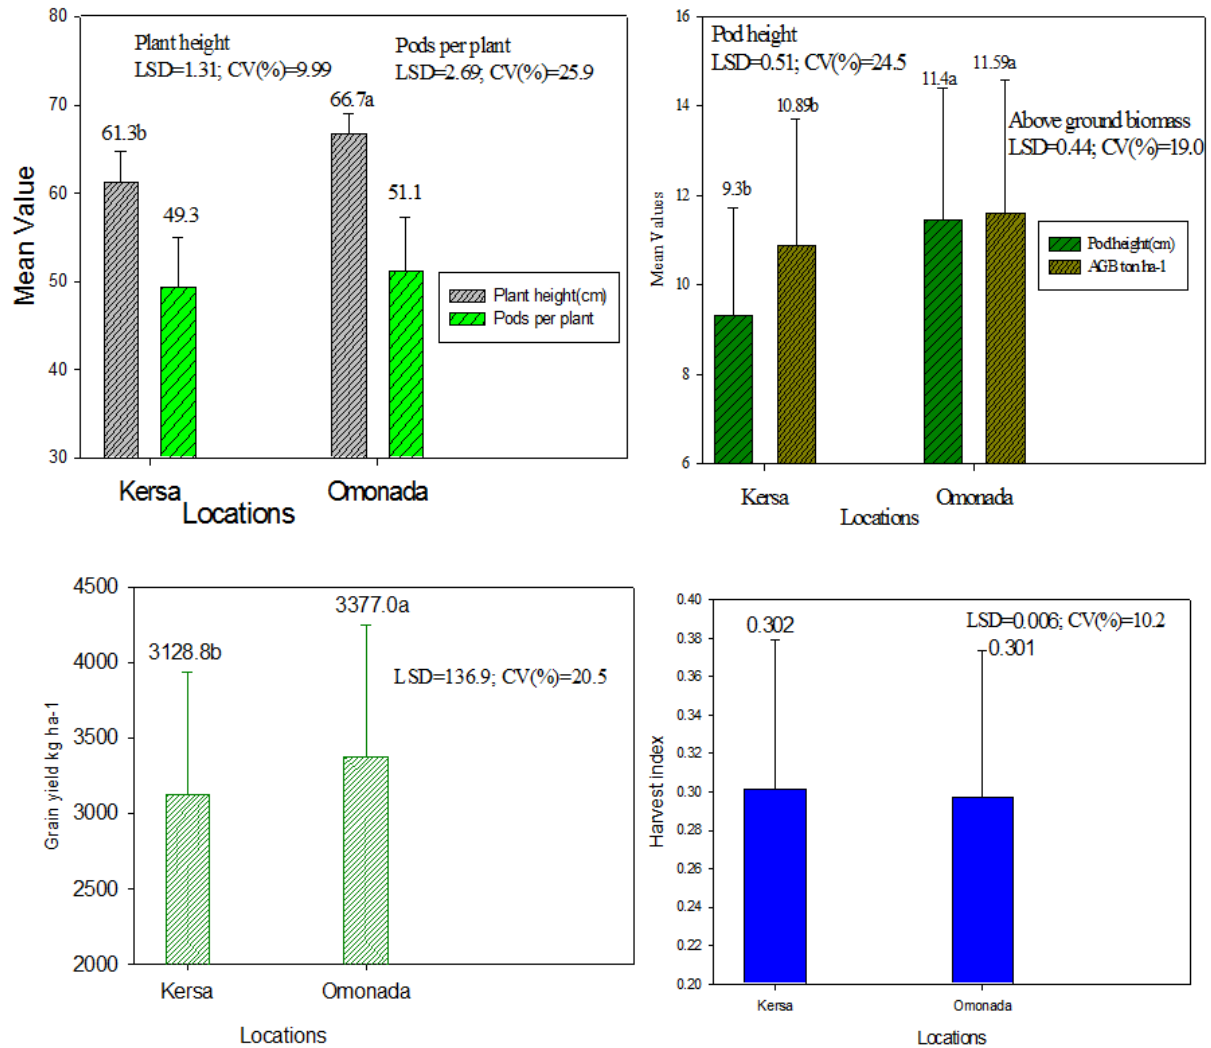 80
70
60
50
40
30
Mean Value
Plant height
LSD=1.31; CV(%)=9.99
Pods per plant
LSD=2.69; CV(%)=25.9
61.3b
49.3
66.7a
51.1
Plant height(cm)
Pods per plant
Kersa
Omonada
Locations
16
14
12
10
8
6
Mean Values
Pod height
LSD=0.51; CV(%)=24.5
9.3b
10.89b
11.4a
11.59a
Above ground biomass
LSD=0.44; CV(%)=19.0
Pod height(cm)
AGB ton ha-1
Kersa
Omonada
Locations
4500
4000
3500
3000
2500
2000
Grain yield kg ha-1
3128.8b
3377.0a
LSD=136.9; CV(%)=20.5
Kersa
Omonada
Locations
0.40
0.38
0.36
0.34
0.32
0.30
0.28
0.26
0.24
0.22
0.20
Harvest index
0.302
LSD=0.006; CV(%)=10.2
0.301
Kersa
Omonada
Locations